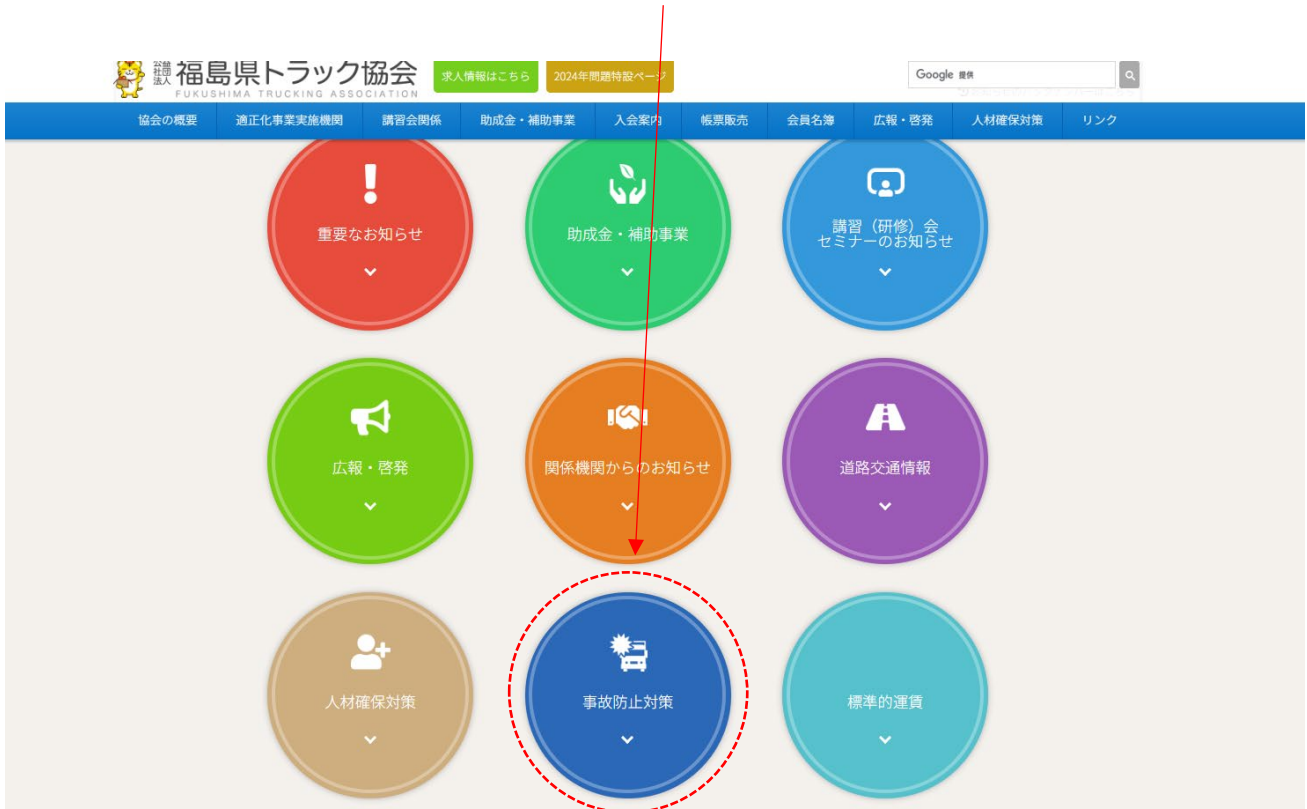 公益
社団
法人
福島県トラック協会
FUKUSHIMA TRUCKING ASSOCIATION
求人情報はこちら
2024年問題特設ページ
Google 提供
協会の概要
適正化事業実施機関
講習会関係
助成金・補助事業
入会案内
帳票販売
会員名簿
広報・啓発
人材確保対策
リンク
重要なお知らせ
助成金・補助事業
講習（研修）会
セミナーのお知らせ
広報・啓発
関係機関からのお知らせ
道路交通情報
人材確保対策
事故防止対策
標準的運賃